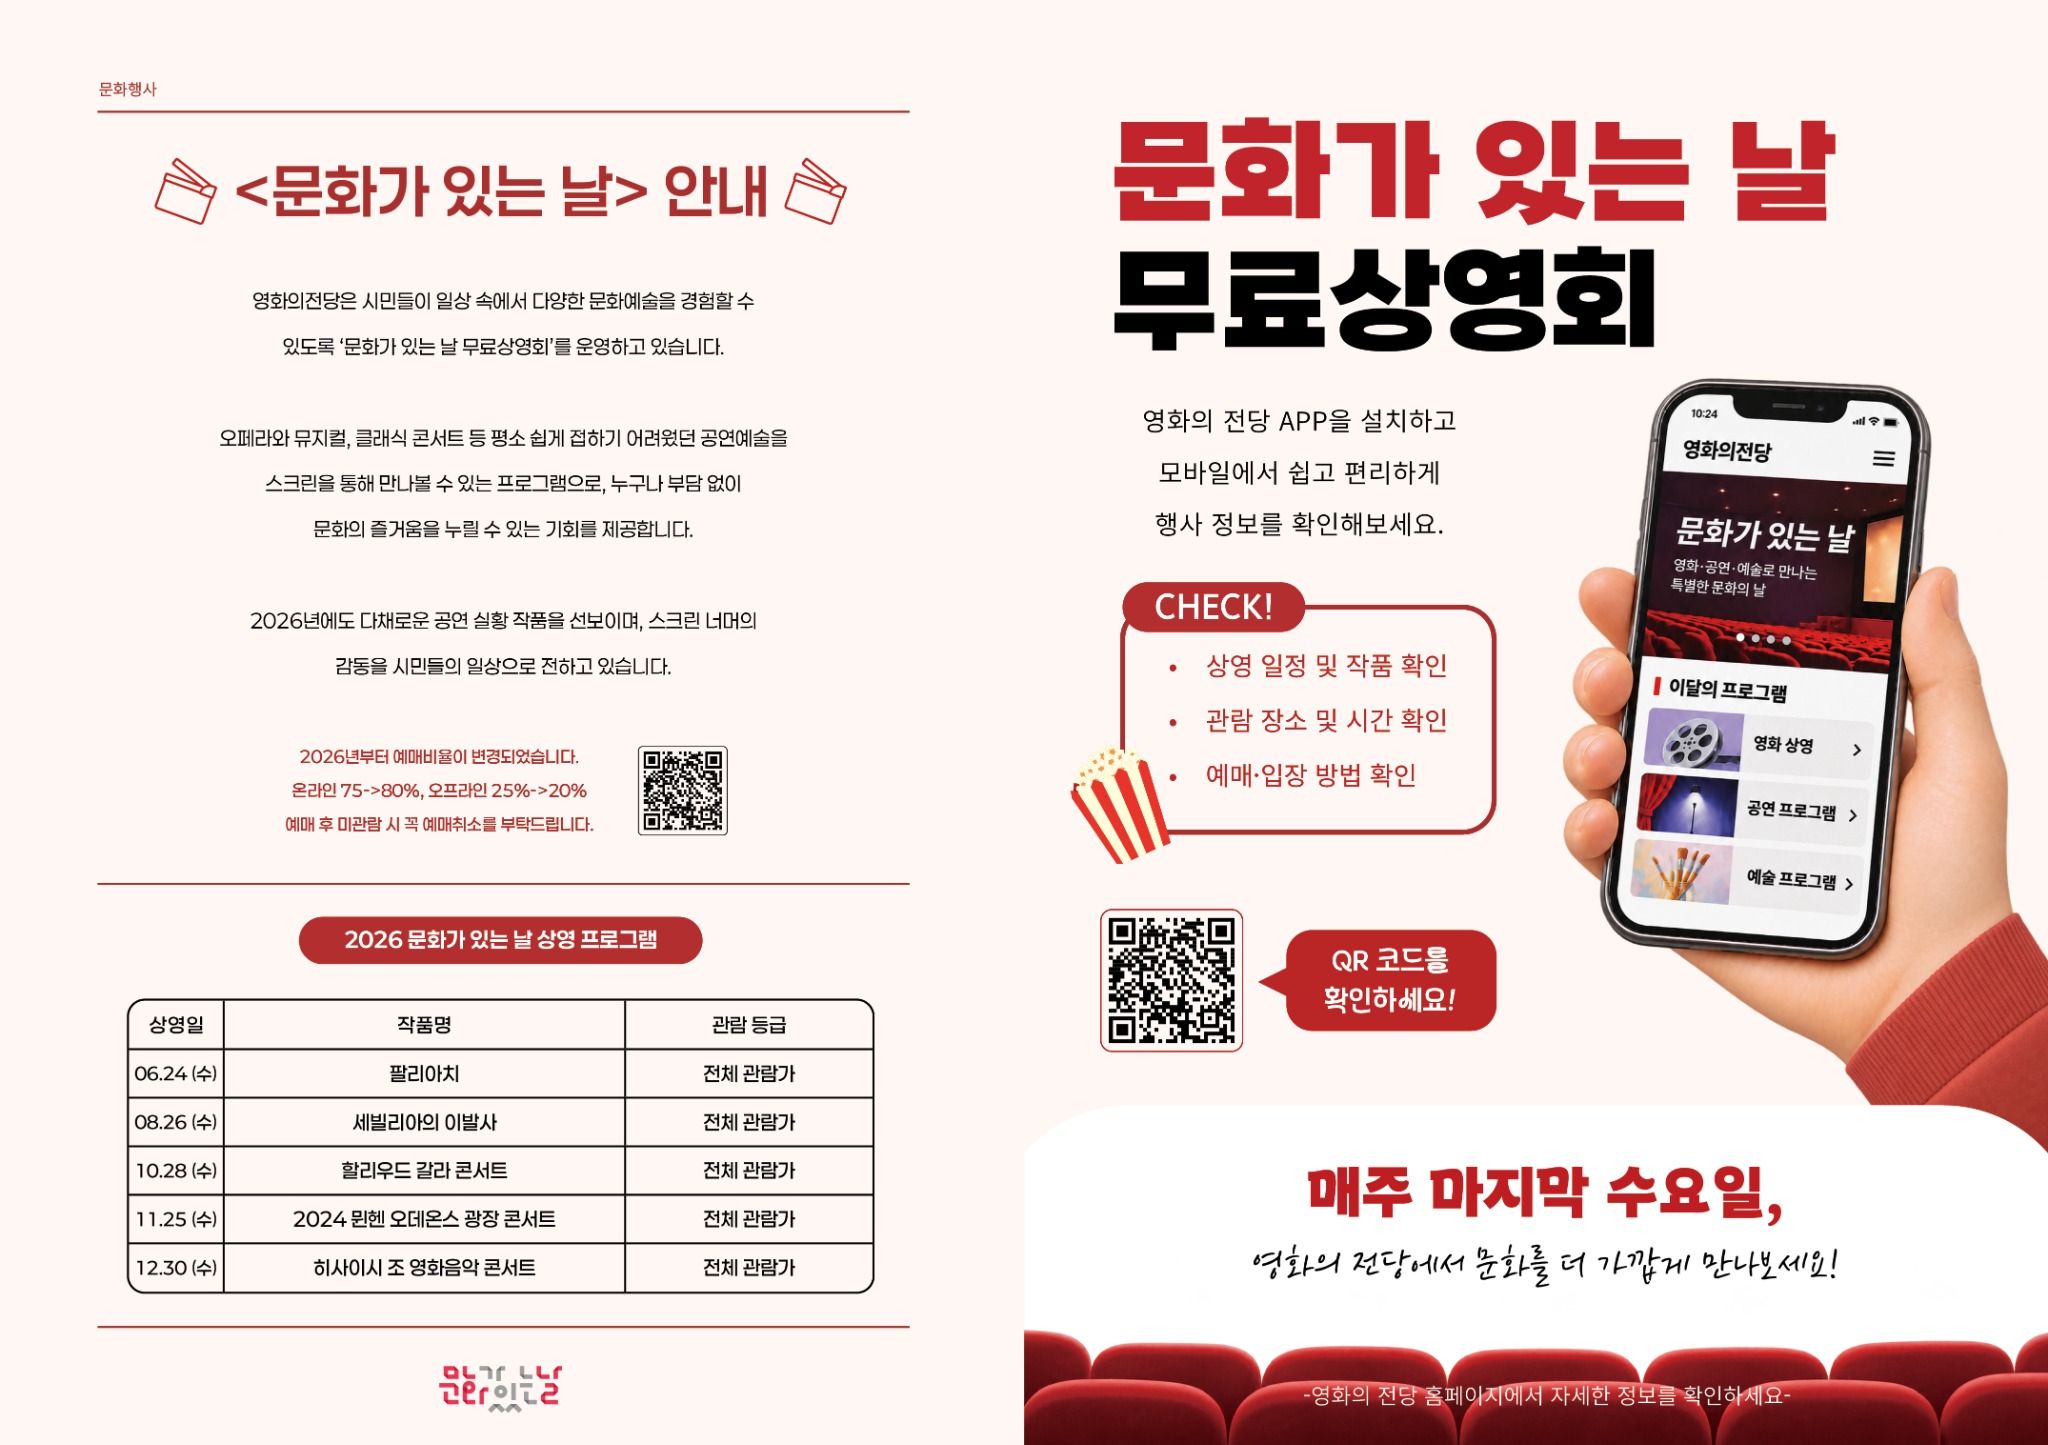 문화행사
<문화가 있는 날> 안내
영화의전당은 시민들이 일상 속에서 다양한 문화예술을 경험할 수
있도록 ‘문화가 있는 날 무료상영회’를 운영하고 있습니다.
오페라와 뮤지컬, 클래식 콘서트 등 평소 쉽게 접하기 어려웠던 공연예술을
스크린을 통해 만나볼 수 있는 프로그램으로, 누구나 부담 없이
문화의 즐거움을 누릴 수 있는 기회를 제공합니다.
2026년에도 다채로운 공연 실황 작품을 선보이며, 스크린 너머의
감동을 시민들의 일상으로 전하고 있습니다.
2026년부터 예매비율이 변경되었습니다.
온라인 75->80%, 오프라인 25%->20%
예매 후 미관람 시 꼭 예매취소를 부탁드립니다.
2026 문화가 있는 날 상영 프로그램
상영일 작품명 관람 등급
06.24 (수) 팔리아치 전체 관람가
08.26 (수) 세빌리아의 이발사 전체 관람가
10.28 (수) 할리우드 갈라 콘서트 전체 관람가
11.25 (수) 2024 뮌헨 오데온스 광장 콘서트 전체 관람가
12.30 (수) 히사이시 조 영화음악 콘서트 전체 관람가
문화가 있는 날
문화가 있는 날
무료상영회
영화의 전당 APP을 설치하고
모바일에서 쉽고 편리하게
행사 정보를 확인해보세요.
CHECK!
• 상영 일정 및 작품 확인
• 관람 장소 및 시간 확인
• 예매·입장 방법 확인
QR 코드를
확인하세요!
10:24
영화의전당
문화가 있는 날
영화·공연·예술로 만나는
특별한 문화의 날
이달의 프로그램
영화 상영
공연 프로그램
예술 프로그램
매주 마지막 수요일,
영화의 전당에서 문화를 더 가깝게 만나보세요!
-영화의 전당 홈페이지에서 자세한 정보를 확인하세요-